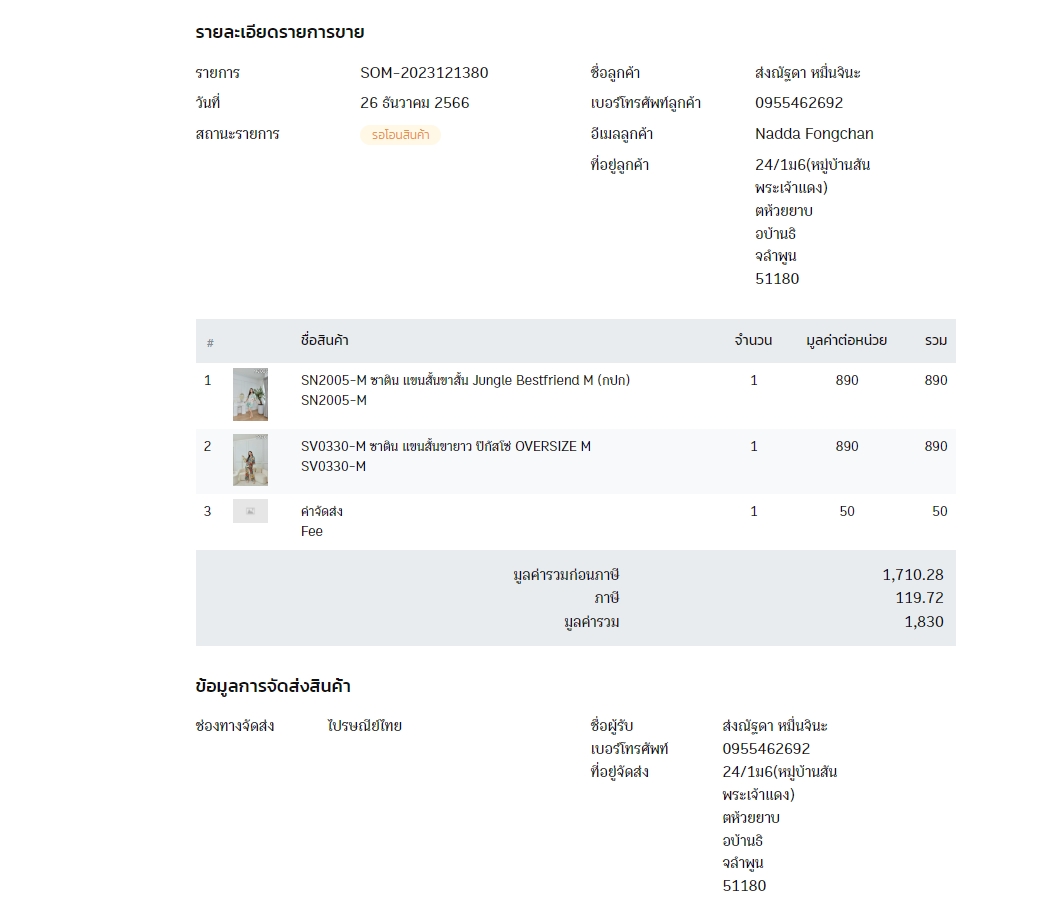 รายละเอียดรายการขาย
รายการ SOM-2023121380
วันที่ 26 ธันวาคม 2566
สถานะรายการ รอโอนสินค้า
ชื่อลูกค้า ส่งณัฐดา หมื่นจินะ
เบอร์โทรศัพท์ลูกค้า 0955462692
อีเมลลูกค้า Nadda Fongchan
ที่อยู่ลูกค้า 24/1ม6(หมู่บ้านสัน
พระเจ้าแดง)
ตห้วยยาบ
อบ้านธิ
จลำพูน
51180
# ชื่อสินค้า จำนวน มูลค่าต่อหน่วย รวม
1 SN2005-M ซาติน แขนสั้นขาสั้น Jungle Bestfriend M (กปก) 1 890 890
SN2005-M
2 SV0330-M ซาติน แขนสั้นขายาว ปิกัสโซ่ OVERSIZE M 1 890 890
SV0330-M
3 ค่าจัดส่ง 1 50 50
Fee
มูลค่ารวมก่อนภาษี 1,710.28
ภาษี 119.72
มูลค่ารวม 1,830
ข้อมูลการจัดส่งสินค้า
ช่องทางจัดส่ง ไปรษณีย์ไทย
ชื่อผู้รับ ส่งณัฐดา หมื่นจินะ
เบอร์โทรศัพท์ 0955462692
ที่อยู่จัดส่ง 24/1ม6(หมู่บ้านสัน
พระเจ้าแดง)
ตห้วยยาบ
อบ้านธิ
จลำพูน
51180